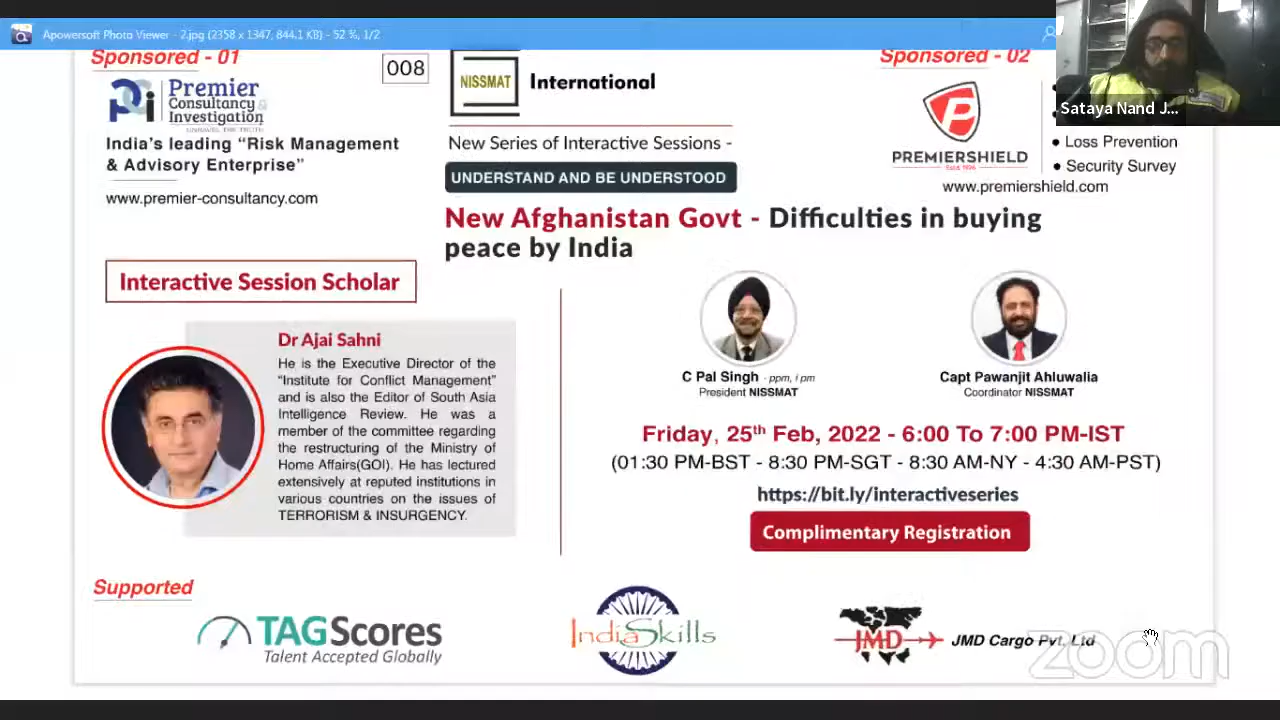 Apowersoft Photo Viewer - 2.jpg (2358 x 1347, 844.1 KB) - 52 %, 1/2
Sataya Nand J...
Sponsored - 01
Premier
Consultancy &
Investigation
UNRAVEL THE TRUTH
India's leading "Risk Management
& Advisory Enterprise"
www.premier-consultancy.com
008
NISSMAT
International
New Series of Interactive Sessions -
UNDERSTAND AND BE UNDERSTOOD
Sponsored - 02
PREMIERSHIELD
• Loss Prevention
• Security Survey
www.premiershield.com
New Afghanistan Govt - Difficulties in buying
peace by India
Interactive Session Scholar
Dr Ajai Sahni
He is the Executive Director of the
"Institute for Conflict Management"
and is also the Editor of South Asia
Intelligence Review. He was a
member of the committee regarding
the restructuring of the Ministry of
Home Affairs(GOI). He has lectured
extensively at reputed institutions in
various countries on the issues of
TERRORISM & INSURGENCY.
C Pal Singh - ppm, i pm
President NISSMAT
Capt Pawanjit Ahluwalia
Coordinator NISSMAT
Friday, 25th Feb, 2022 - 6:00 To 7:00 PM-IST
(01:30 PM-BST - 8:30 PM-SGT - 8:30 AM-NY - 4:30 AM-PST)
https://bit.ly/interactiveseries
Complimentary Registration
Supported
TAGScores
Talent Accepted Globally
IndiaSkills
JMD
JMD Cargo Pvt. Ltd
zoom